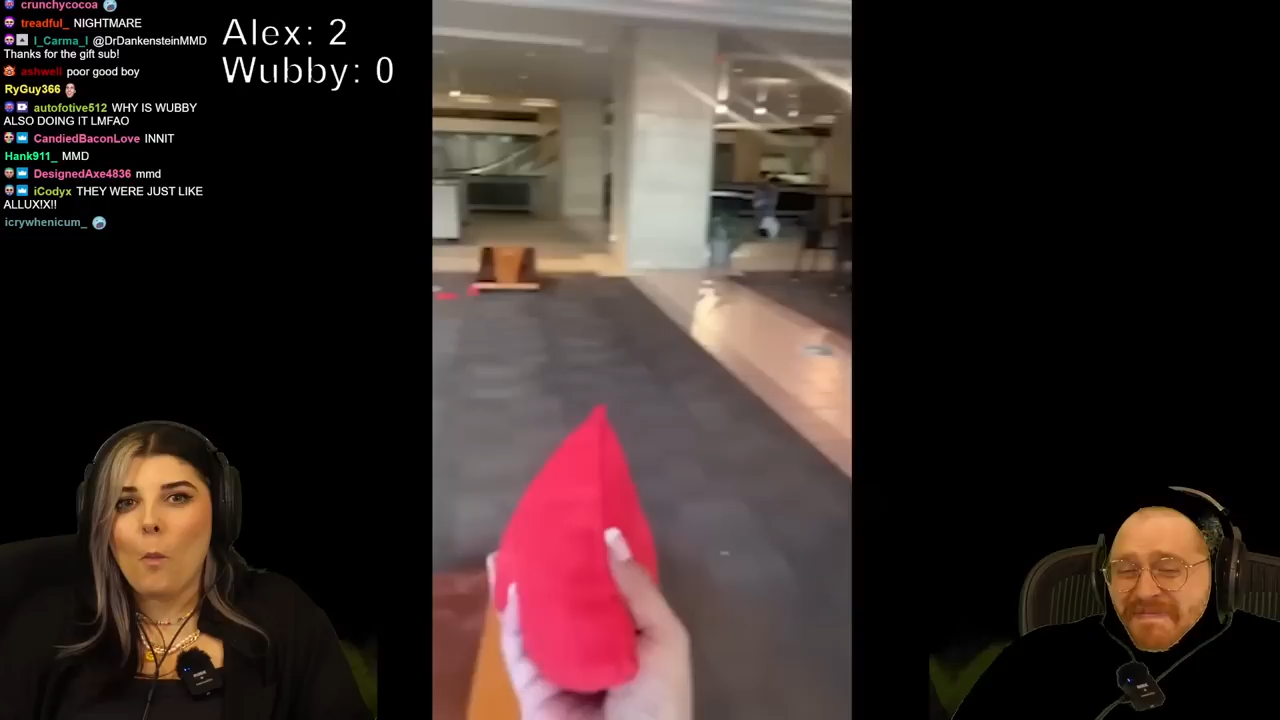 crunchycocoa
treadful_ NIGHTMARE
I_Carma_I @DrDankensteinMMD
Thanks for the gift sub!
ashwell poor good boy
RyGuy366
autofotive512 WHY IS WUBBY
ALSO DOING IT LMFAO
CandiedBaconLove INNIT
Hank911_ MMD
DesignedAxe4836 mmd
iCodyx THEY WERE JUST LIKE
ALLUX!X!!
icrywhenicum_
Alex: 2
Wubby: 0